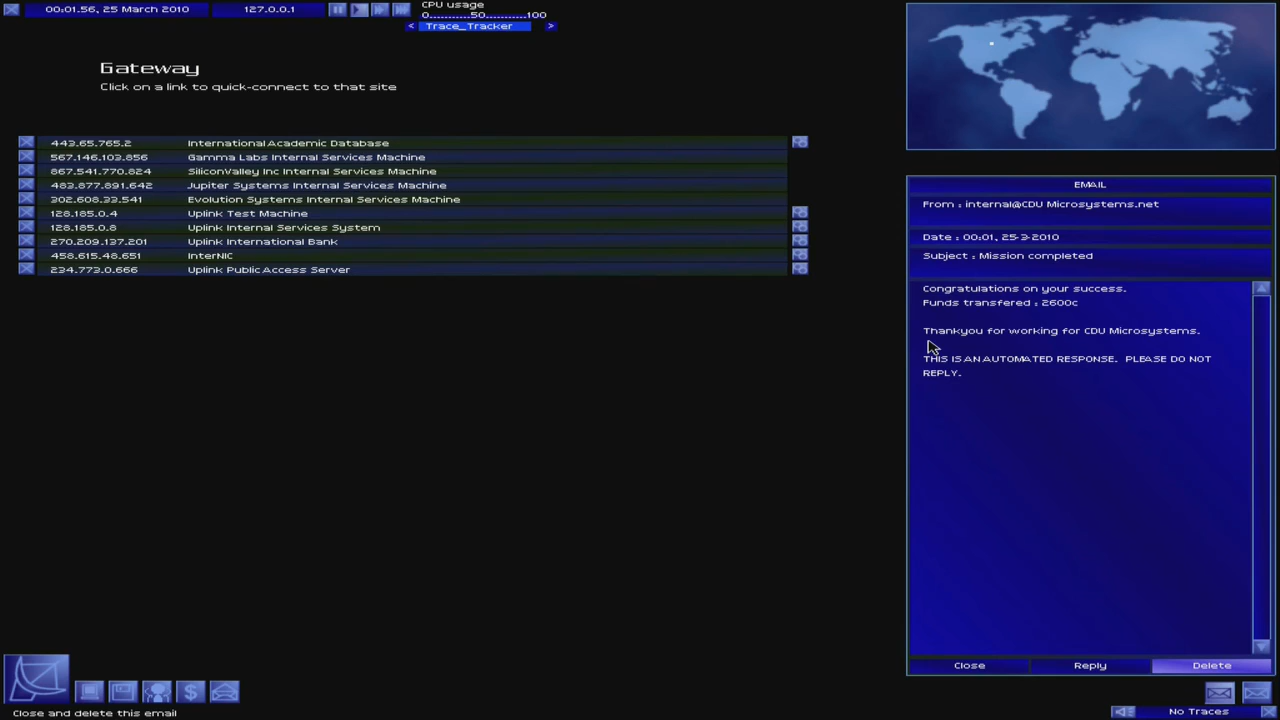 00:01.56, 25 March 2010
127.0.0.1
CPU usage
0...........50...........100
< Trace_Tracker >
Gateway
Click on a link to quick-connect to that site
443.65.765.2 International Academic Database
567.146.103.856 Gamma Labs Internal Services Machine
867.541.770.824 SiliconValley Inc Internal Services Machine
483.877.891.642 Jupiter Systems Internal Services Machine
302.608.33.541 Evolution Systems Internal Services Machine
128.185.0.4 Uplink Test Machine
128.185.0.8 Uplink Internal Services System
270.209.137.201 Uplink International Bank
458.615.48.651 InterNIC
234.773.0.666 Uplink Public Access Server
EMAIL
From : internal@CDU Microsystems.net
Date : 00:01, 25-3-2010
Subject : Mission completed
Congratulations on your success.
Funds transfered : 2600c
Thankyou for working for CDU Microsystems.
THIS IS AN AUTOMATED RESPONSE. PLEASE DO NOT
REPLY.
Close
Reply
Delete
Close and delete this email
No Traces